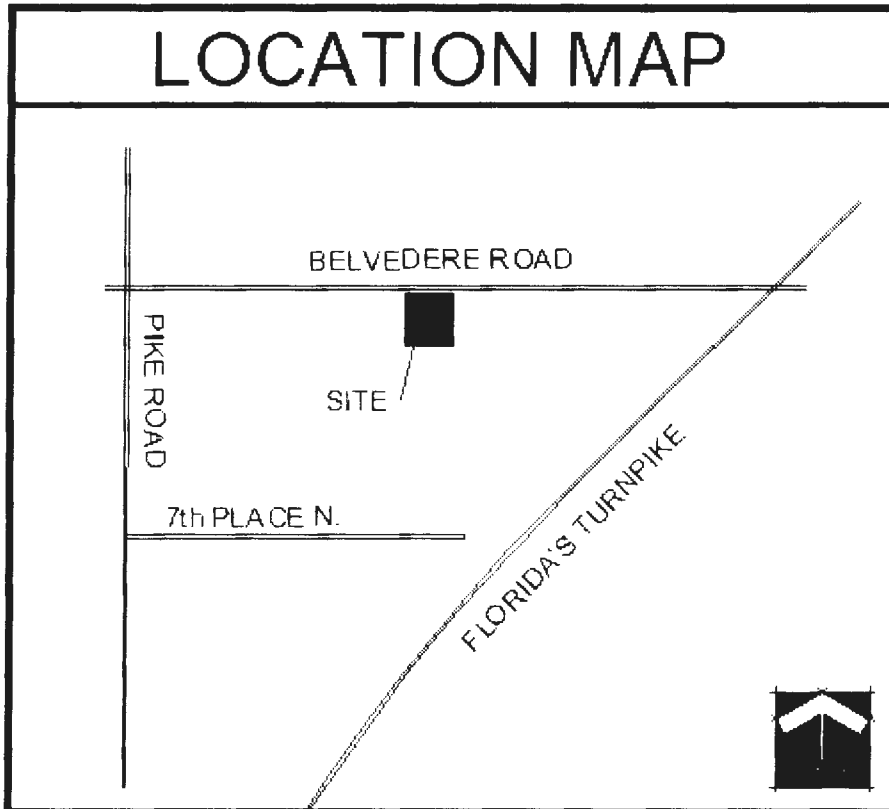 LOCATION MAP
BELVEDERE ROAD
PIKE ROAD
SITE
7th PLACE N.
FLORIDA'S TURNPIKE